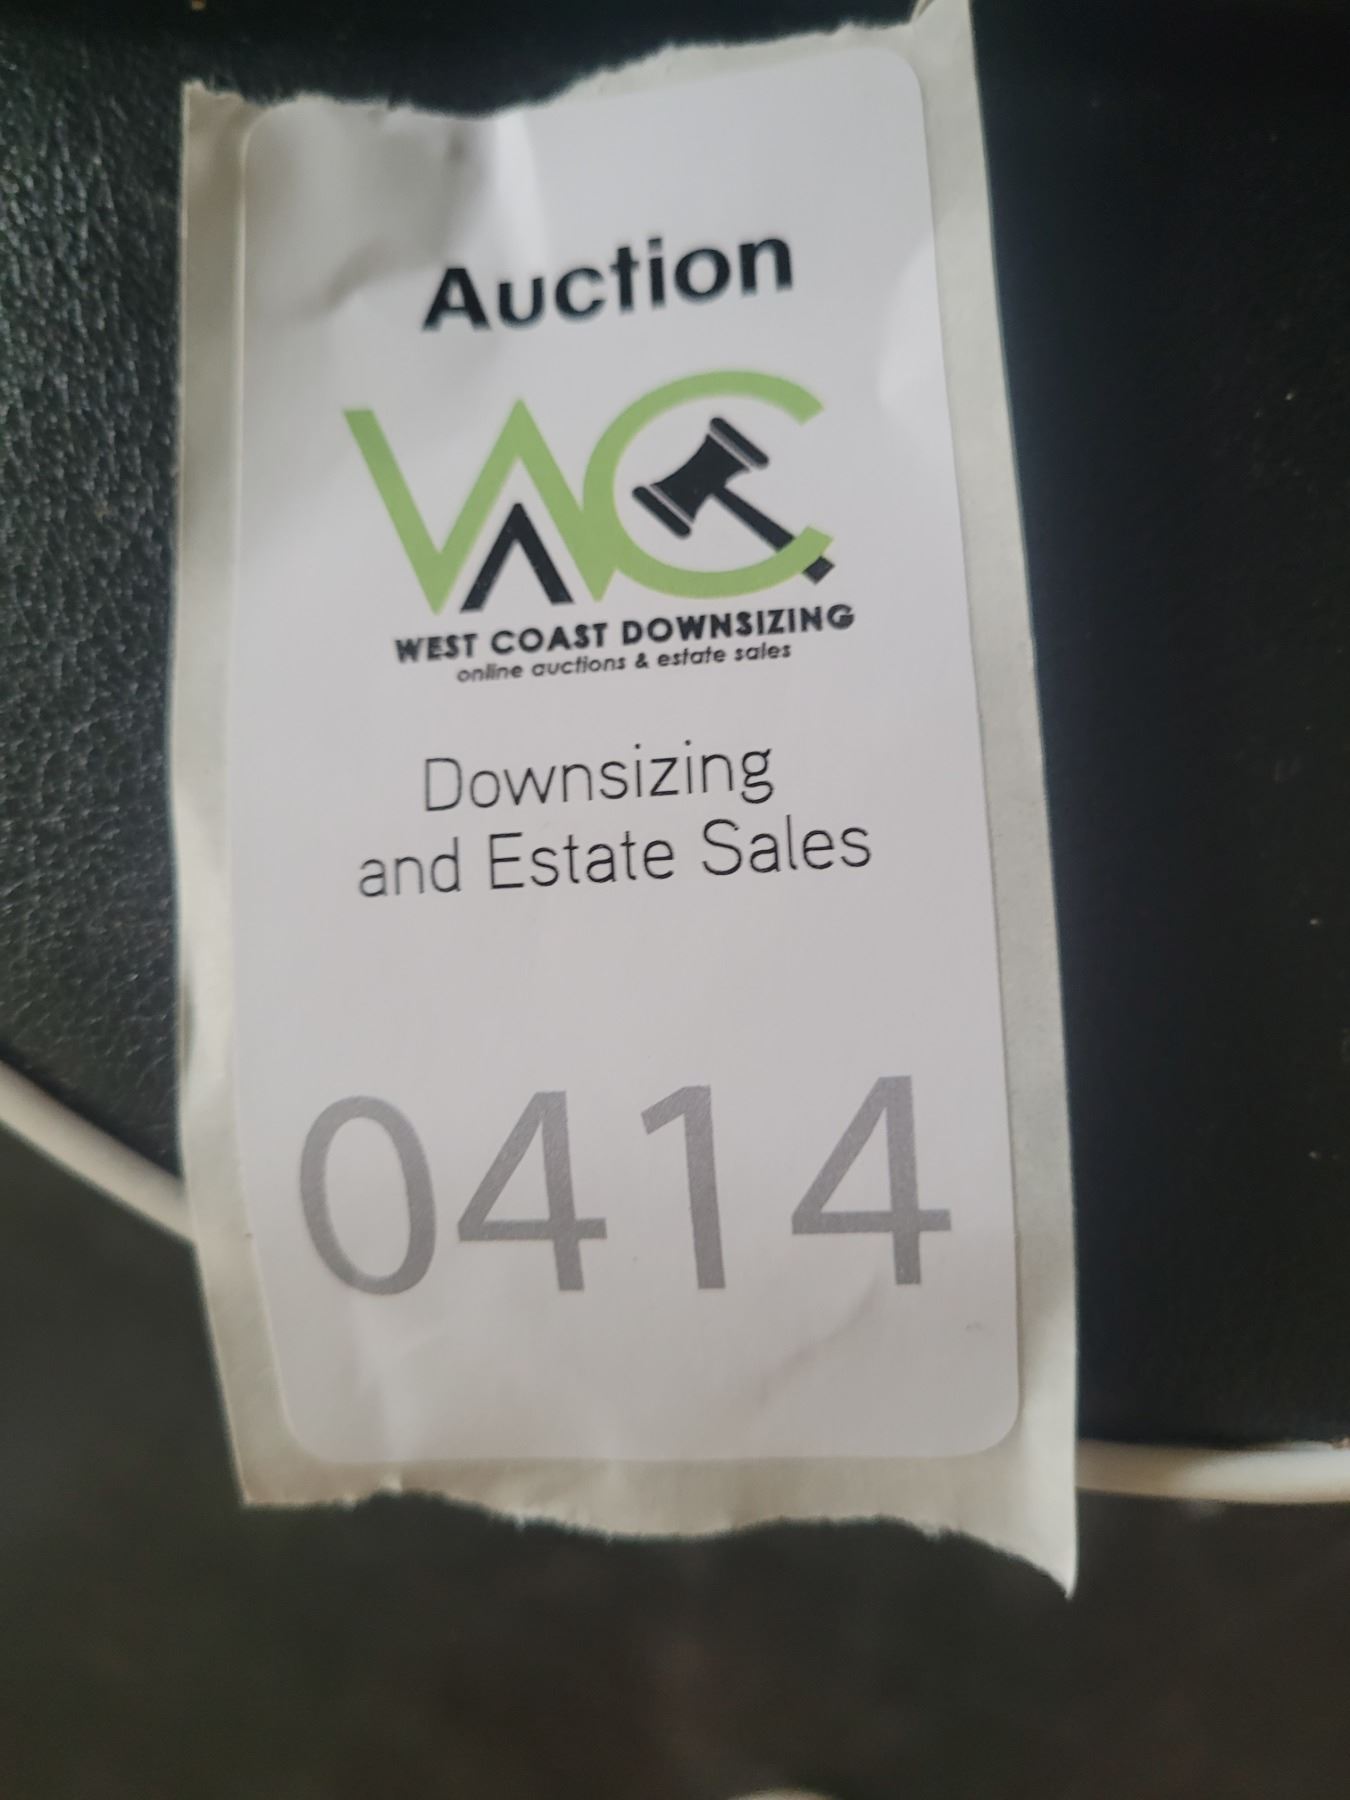 Auction
WC
WEST COAST DOWNSIZING
online auctions & estate sales
Downsizing
and Estate Sales
0414